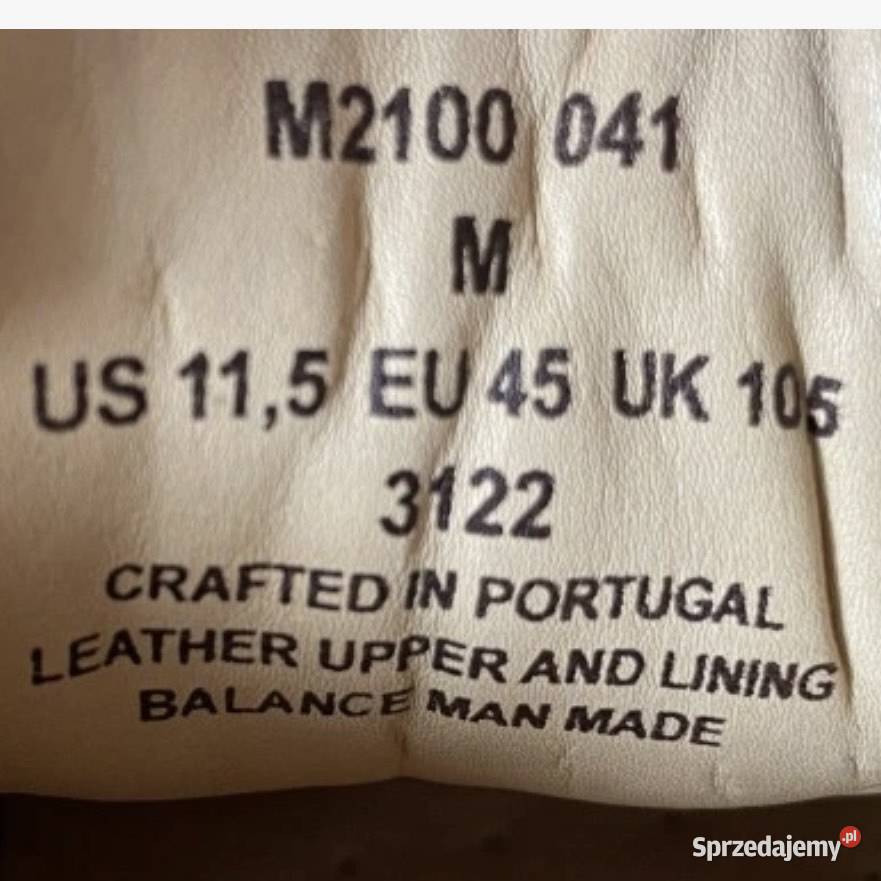 M2100 041
M
US 11,5 EU 45 UK 105
3122
CRAFTED IN PORTUGAL
LEATHER UPPER AND LINING
BALANCE MAN MADE
Sprzedajemy.pl